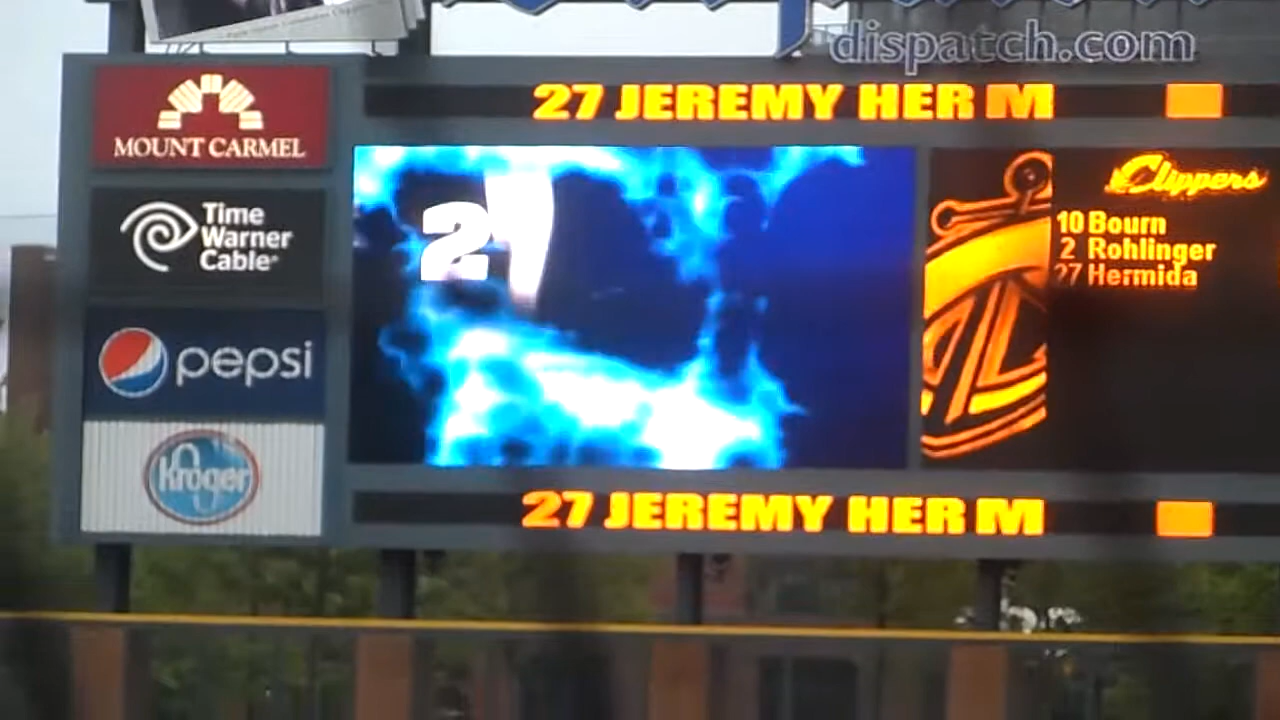 dispatch.com
27 JEREMY HER M
MOUNT CARMEL
Time
Warner
Cable
pepsi
Kroger
2
Clippers
10 Bourn
2 Rohlinger
27 Hermida
27 JEREMY HER M